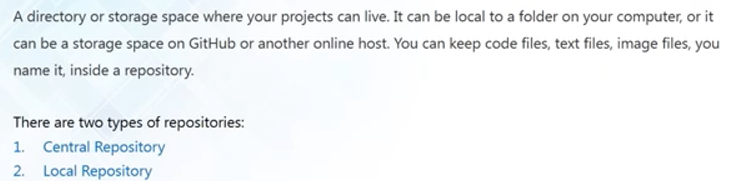 A directory or storage space where your projects can live. It can be local to a folder on your computer, or it
can be a storage space on GitHub or another online host. You can keep code files, text files, image files, you
name it, inside a repository.
There are two types of repositories:
1. Central Repository
2. Local Repository